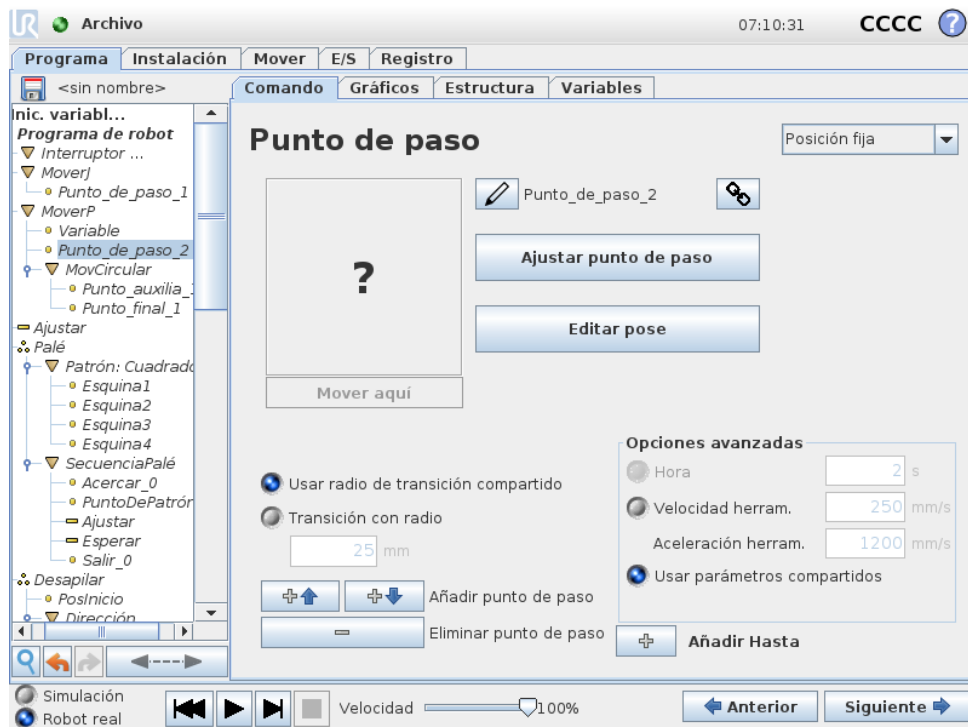 UR Archivo 07:10:31 CCCC ?
Programa Instalación Mover E/S Registro
<sin nombre>
Comando Gráficos Estructura Variables
Inic. variabl...
Programa de robot
Interruptor ...
MoverJ
Punto_de_paso_1
MoverP
Variable
Punto_de_paso_2
MovCircular
Punto_auxilia_
Punto_final_1
Ajustar
Palé
Patrón: Cuadrado
Esquina1
Esquina2
Esquina3
Esquina4
SecuenciaPalé
Acercar_0
PuntoDePatrón
Ajustar
Esperar
Salir_0
Desapilar
PosInicio
Dirección
Punto de paso
Posición fija
?
Punto_de_paso_2
Ajustar punto de paso
Editar pose
Mover aquí
Usar radio de transición compartido
Transición con radio
25 mm
Añadir punto de paso
Eliminar punto de paso
Opciones avanzadas
Hora 2 s
Velocidad herram. 250 mm/s
Aceleración herram. 1200 mm/s
Usar parámetros compartidos
Añadir Hasta
Simulación
Robot real
Velocidad 100%
Anterior Siguiente